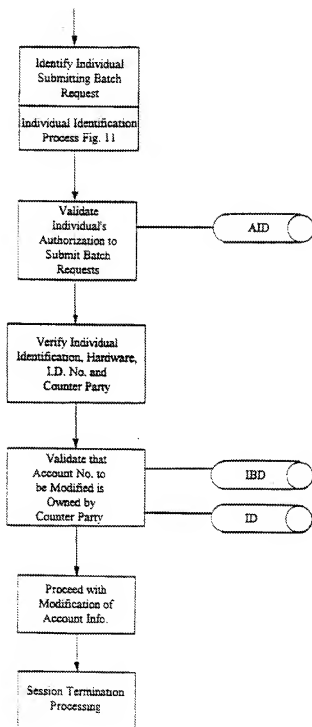 Identify Individual
Submitting Batch
Request
Individual Identification
Process Fig. 11
Validate
Individual's
Authorization to
Submit Batch
Requests
AID
Verify Individual
Identification, Hardware,
I.D. No. and
Counter Party
Validate that
Account No. to
be Modified is
Owned by
Counter Party
IBD
ID
Proceed with
Modification of
Account Info.
Session Termination
Processing